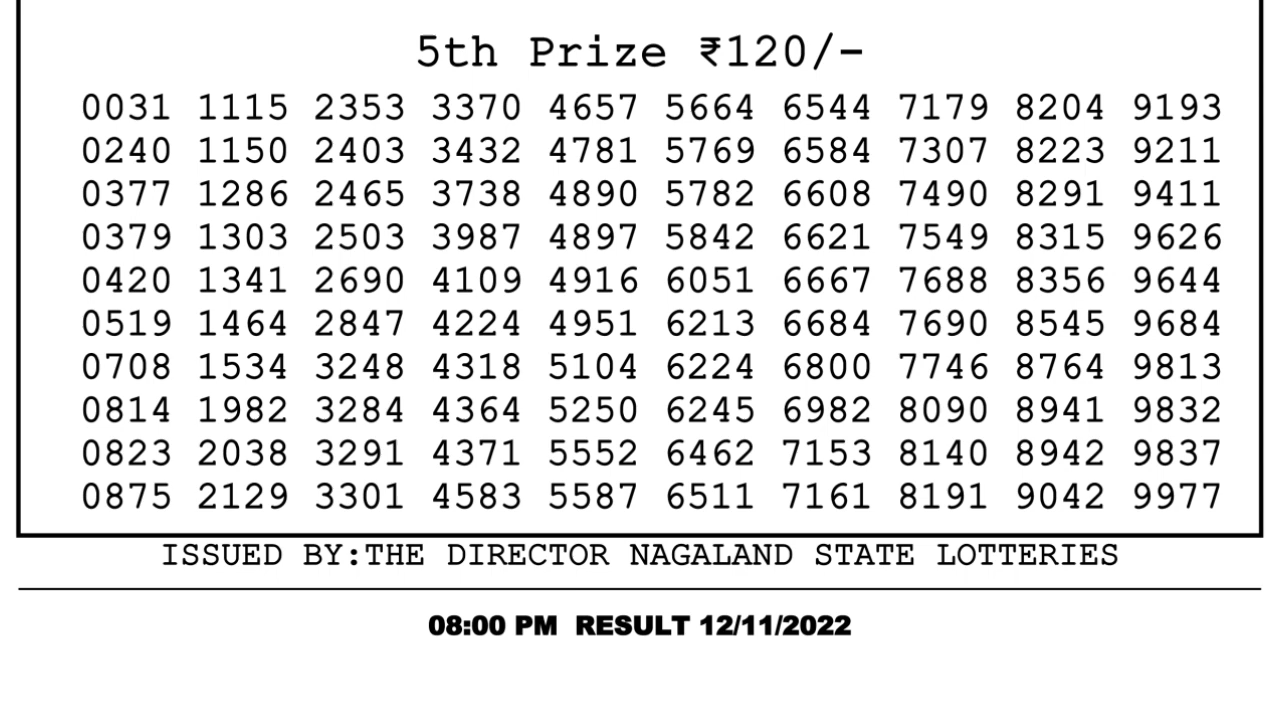 5th Prize ₹120/-
0031 1115 2353 3370 4657 5664 6544 7179 8204 9193
0240 1150 2403 3432 4781 5769 6584 7307 8223 9211
0377 1286 2465 3738 4890 5782 6608 7490 8291 9411
0379 1303 2503 3987 4897 5842 6621 7549 8315 9626
0420 1341 2690 4109 4916 6051 6667 7688 8356 9644
0519 1464 2847 4224 4951 6213 6684 7690 8545 9684
0708 1534 3248 4318 5104 6224 6800 7746 8764 9813
0814 1982 3284 4364 5250 6245 6982 8090 8941 9832
0823 2038 3291 4371 5552 6462 7153 8140 8942 9837
0875 2129 3301 4583 5587 6511 7161 8191 9042 9977
ISSUED BY:THE DIRECTOR NAGALAND STATE LOTTERIES
08:00 PM RESULT 12/11/2022